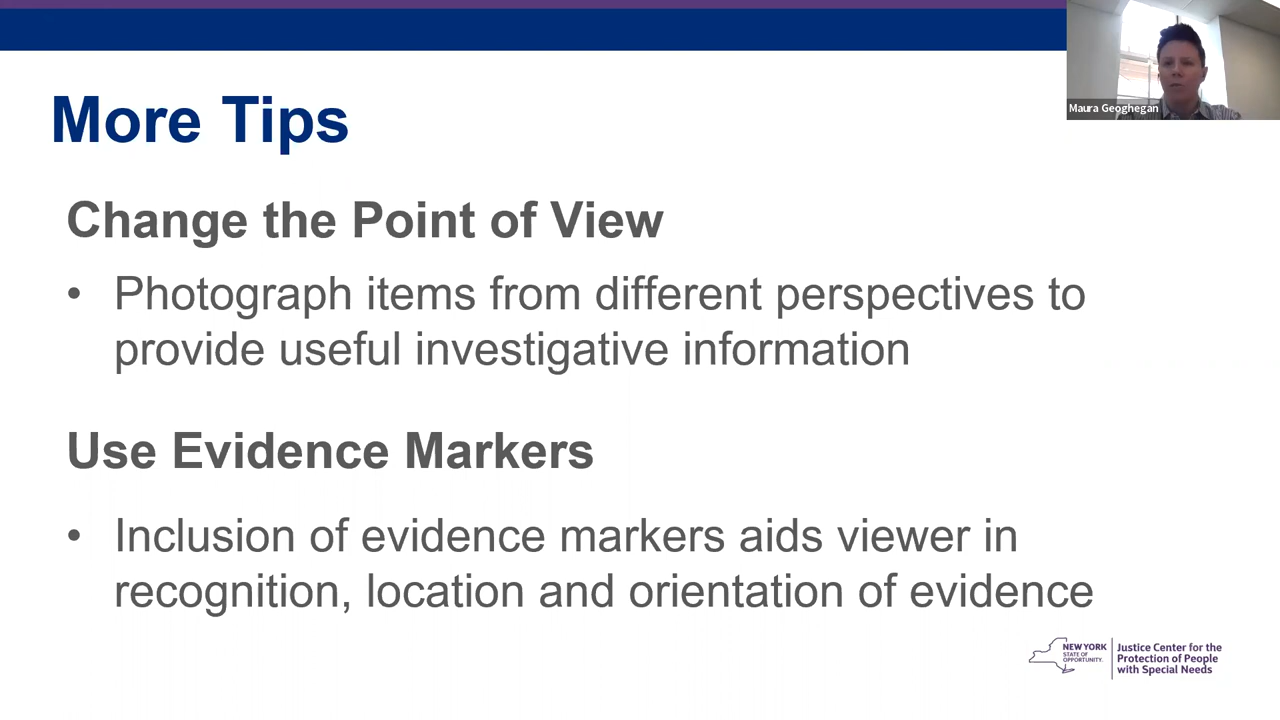 Maura Geoghegan
More Tips
Change the Point of View
• Photograph items from different perspectives to
provide useful investigative information
Use Evidence Markers
• Inclusion of evidence markers aids viewer in
recognition, location and orientation of evidence
NEW YORK
STATE OF
OPPORTUNITY.
Justice Center for the
Protection of People
with Special Needs